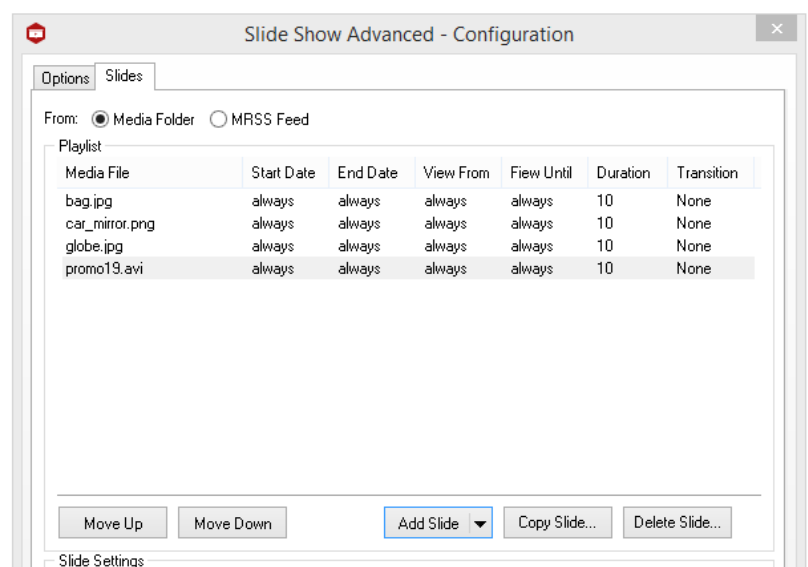 Slide Show Advanced - Configuration
Options Slides
From: Media Folder MRSS Feed
Playlist
Media File Start Date End Date View From Fiew Until Duration Transition
bag.jpg always always always always 10 None
car_mirror.png always always always always 10 None
globe.jpg always always always always 10 None
promo19.avi always always always always 10 None
Move Up Move Down Add Slide Copy Slide... Delete Slide...
Slide Settings